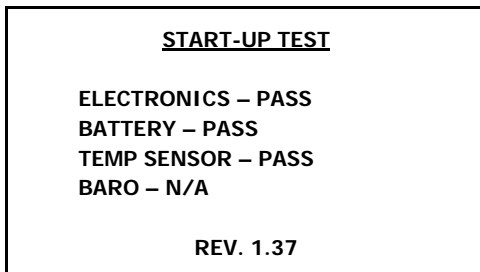 START-UP TEST
ELECTRONICS – PASS
BATTERY – PASS
TEMP SENSOR – PASS
BARO – N/A
REV. 1.37